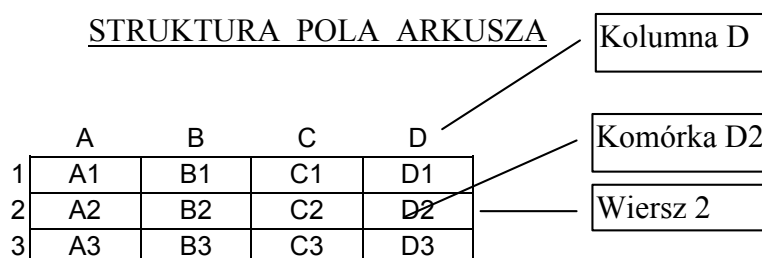 STRUKTURA POLA ARKUSZA
Kolumna D
A B C D
Komórka D2
1 A1 B1 C1 D1
2 A2 B2 C2 D2
Wiersz 2
3 A3 B3 C3 D3